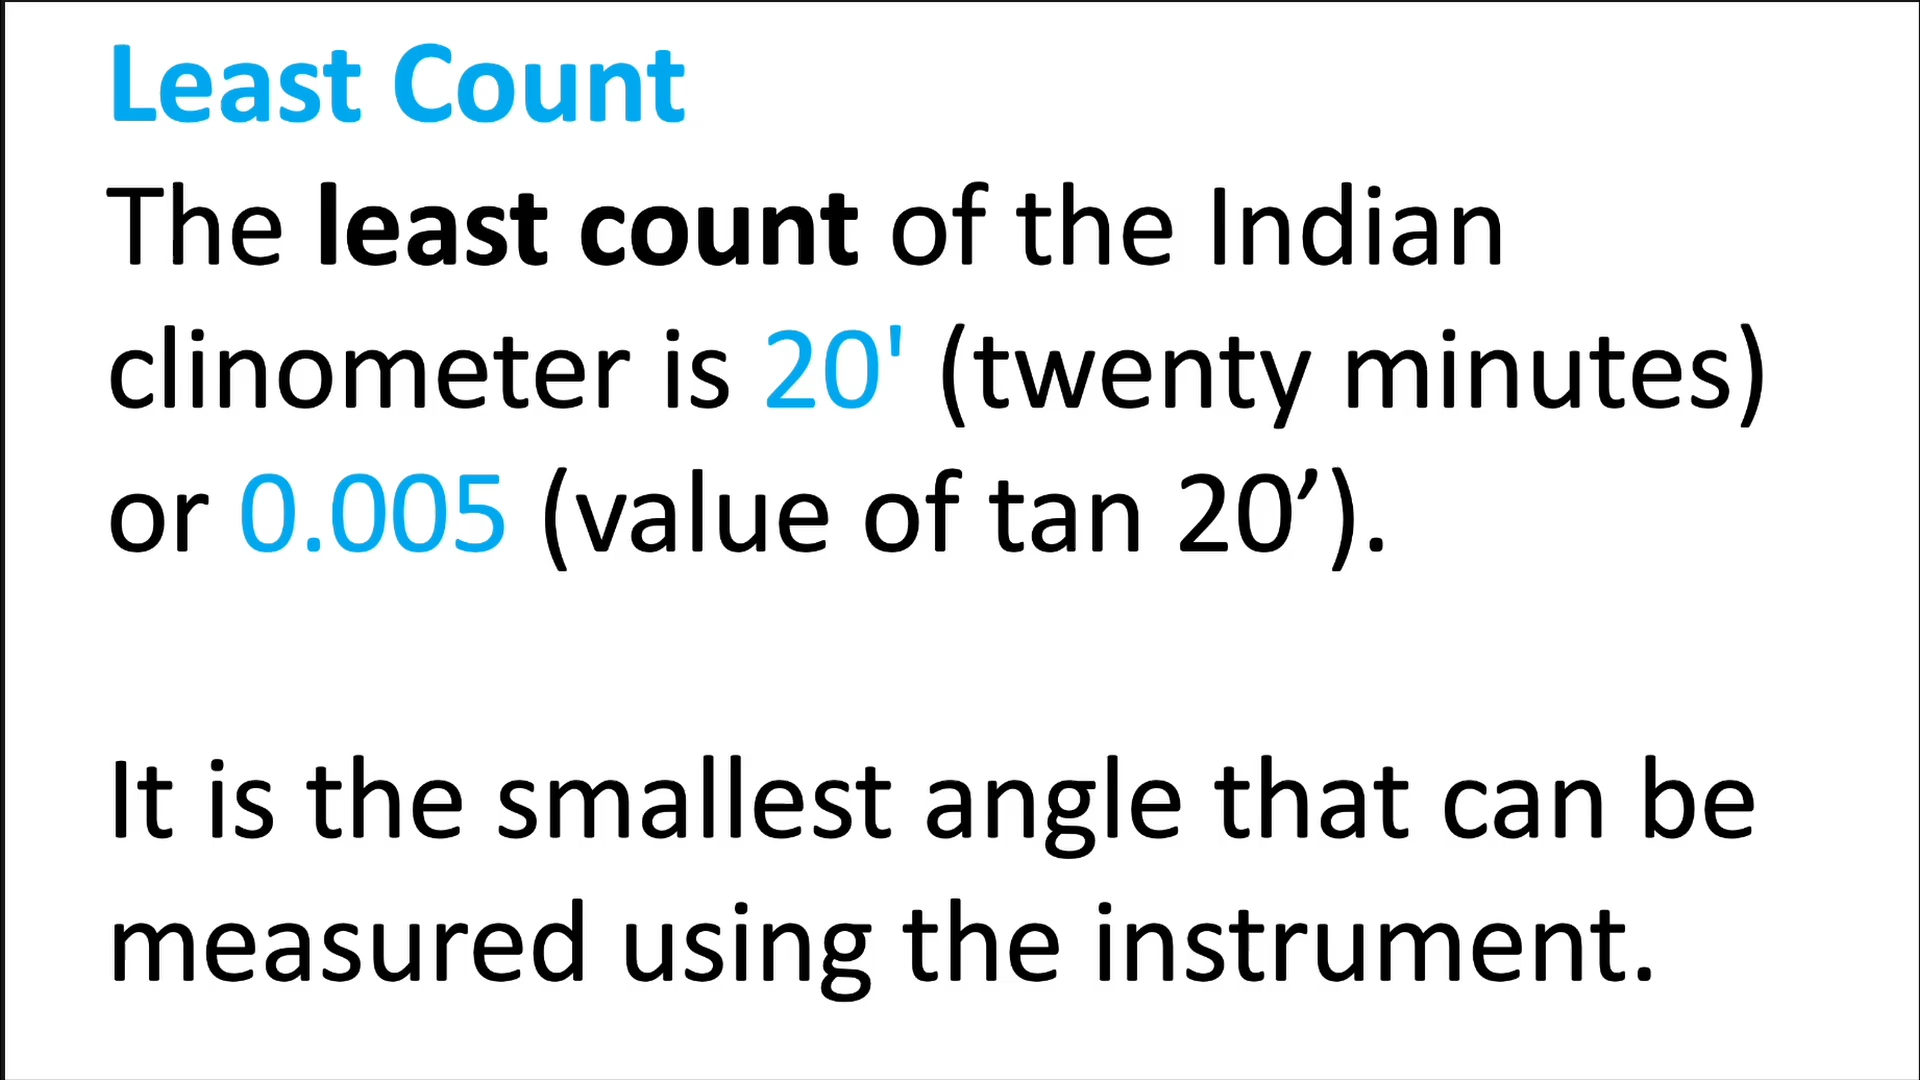 Least Count
The least count of the Indian
clinometer is 20' (twenty minutes)
or 0.005 (value of tan 20’).
It is the smallest angle that can be
measured using the instrument.